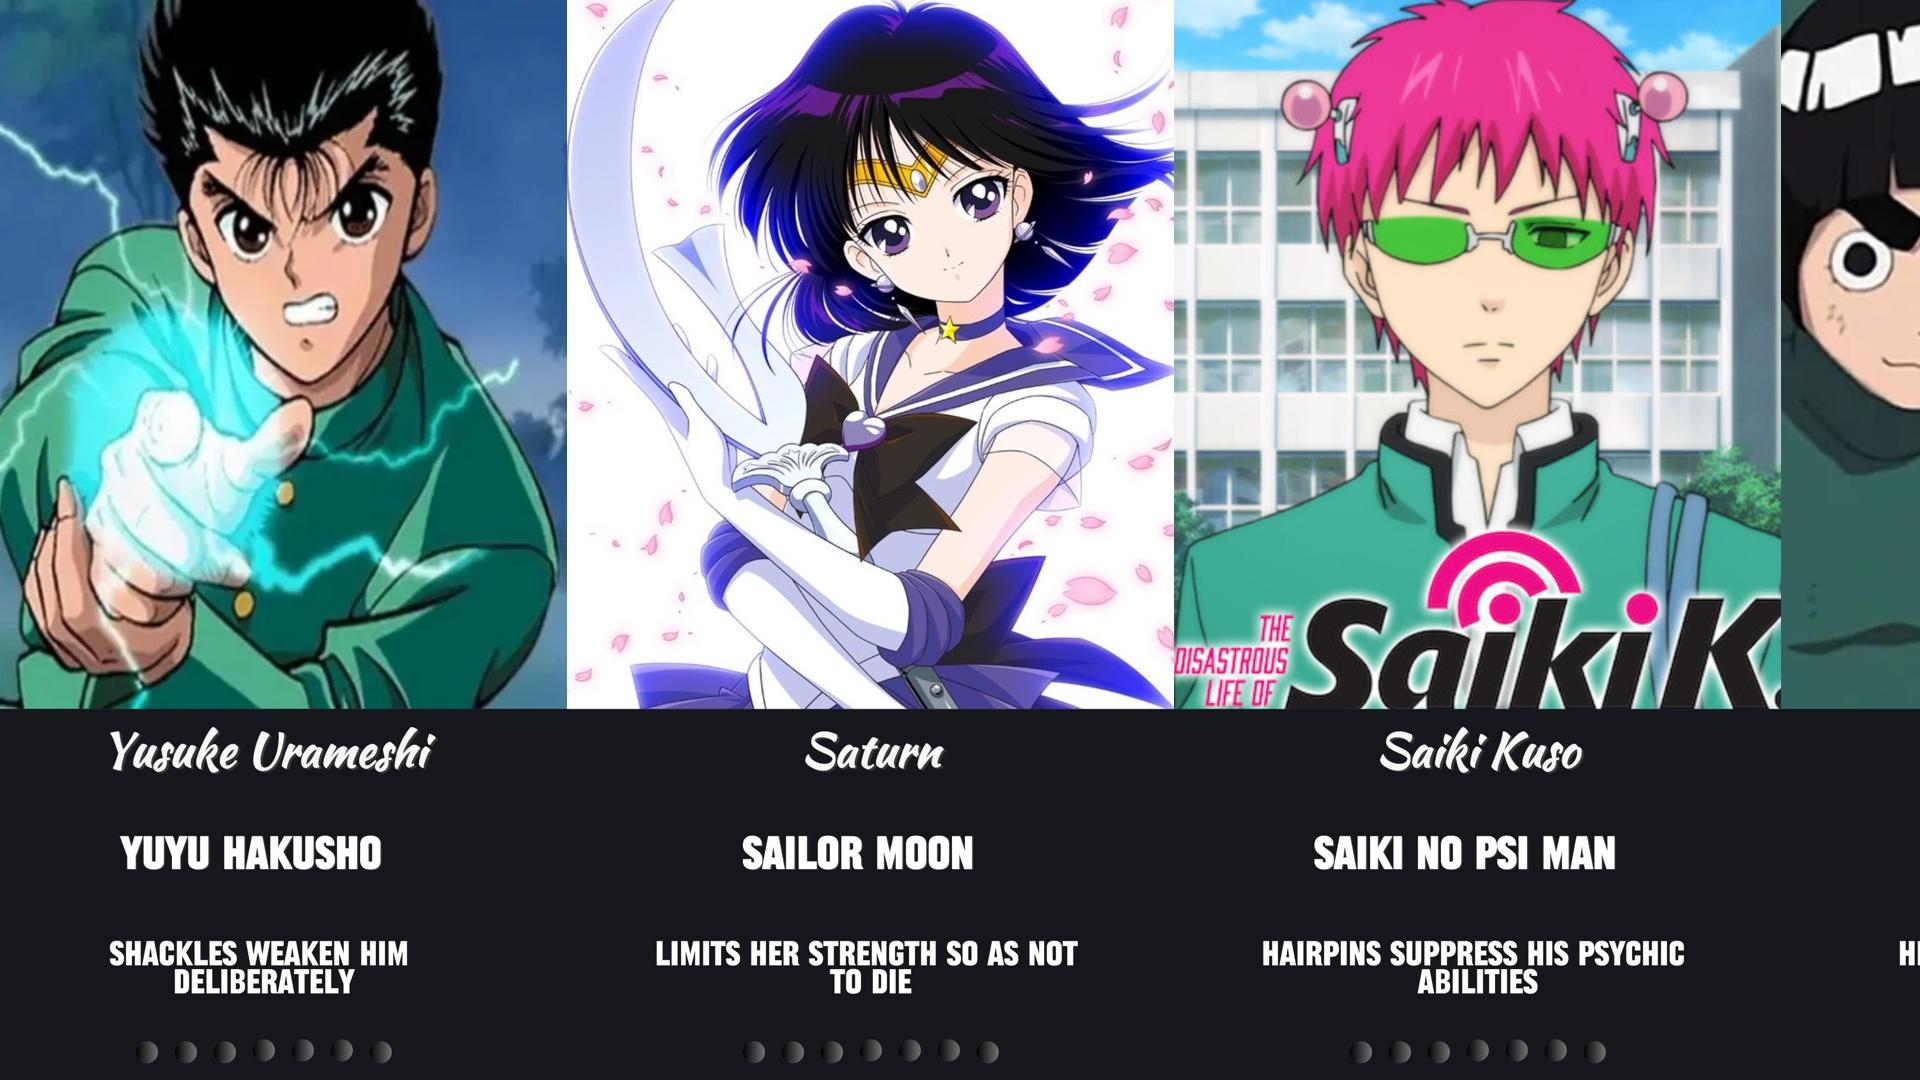 THE
DISASTROUS
LIFE OF
Saiki K.
Yusuke Urameshi
YUYU HAKUSHO
SHACKLES WEAKEN HIM
DELIBERATELY
Saturn
SAILOR MOON
LIMITS HER STRENGTH SO AS NOT
TO DIE
Saiki Kuso
SAIKI NO PSI MAN
HAIRPINS SUPPRESS HIS PSYCHIC
ABILITIES